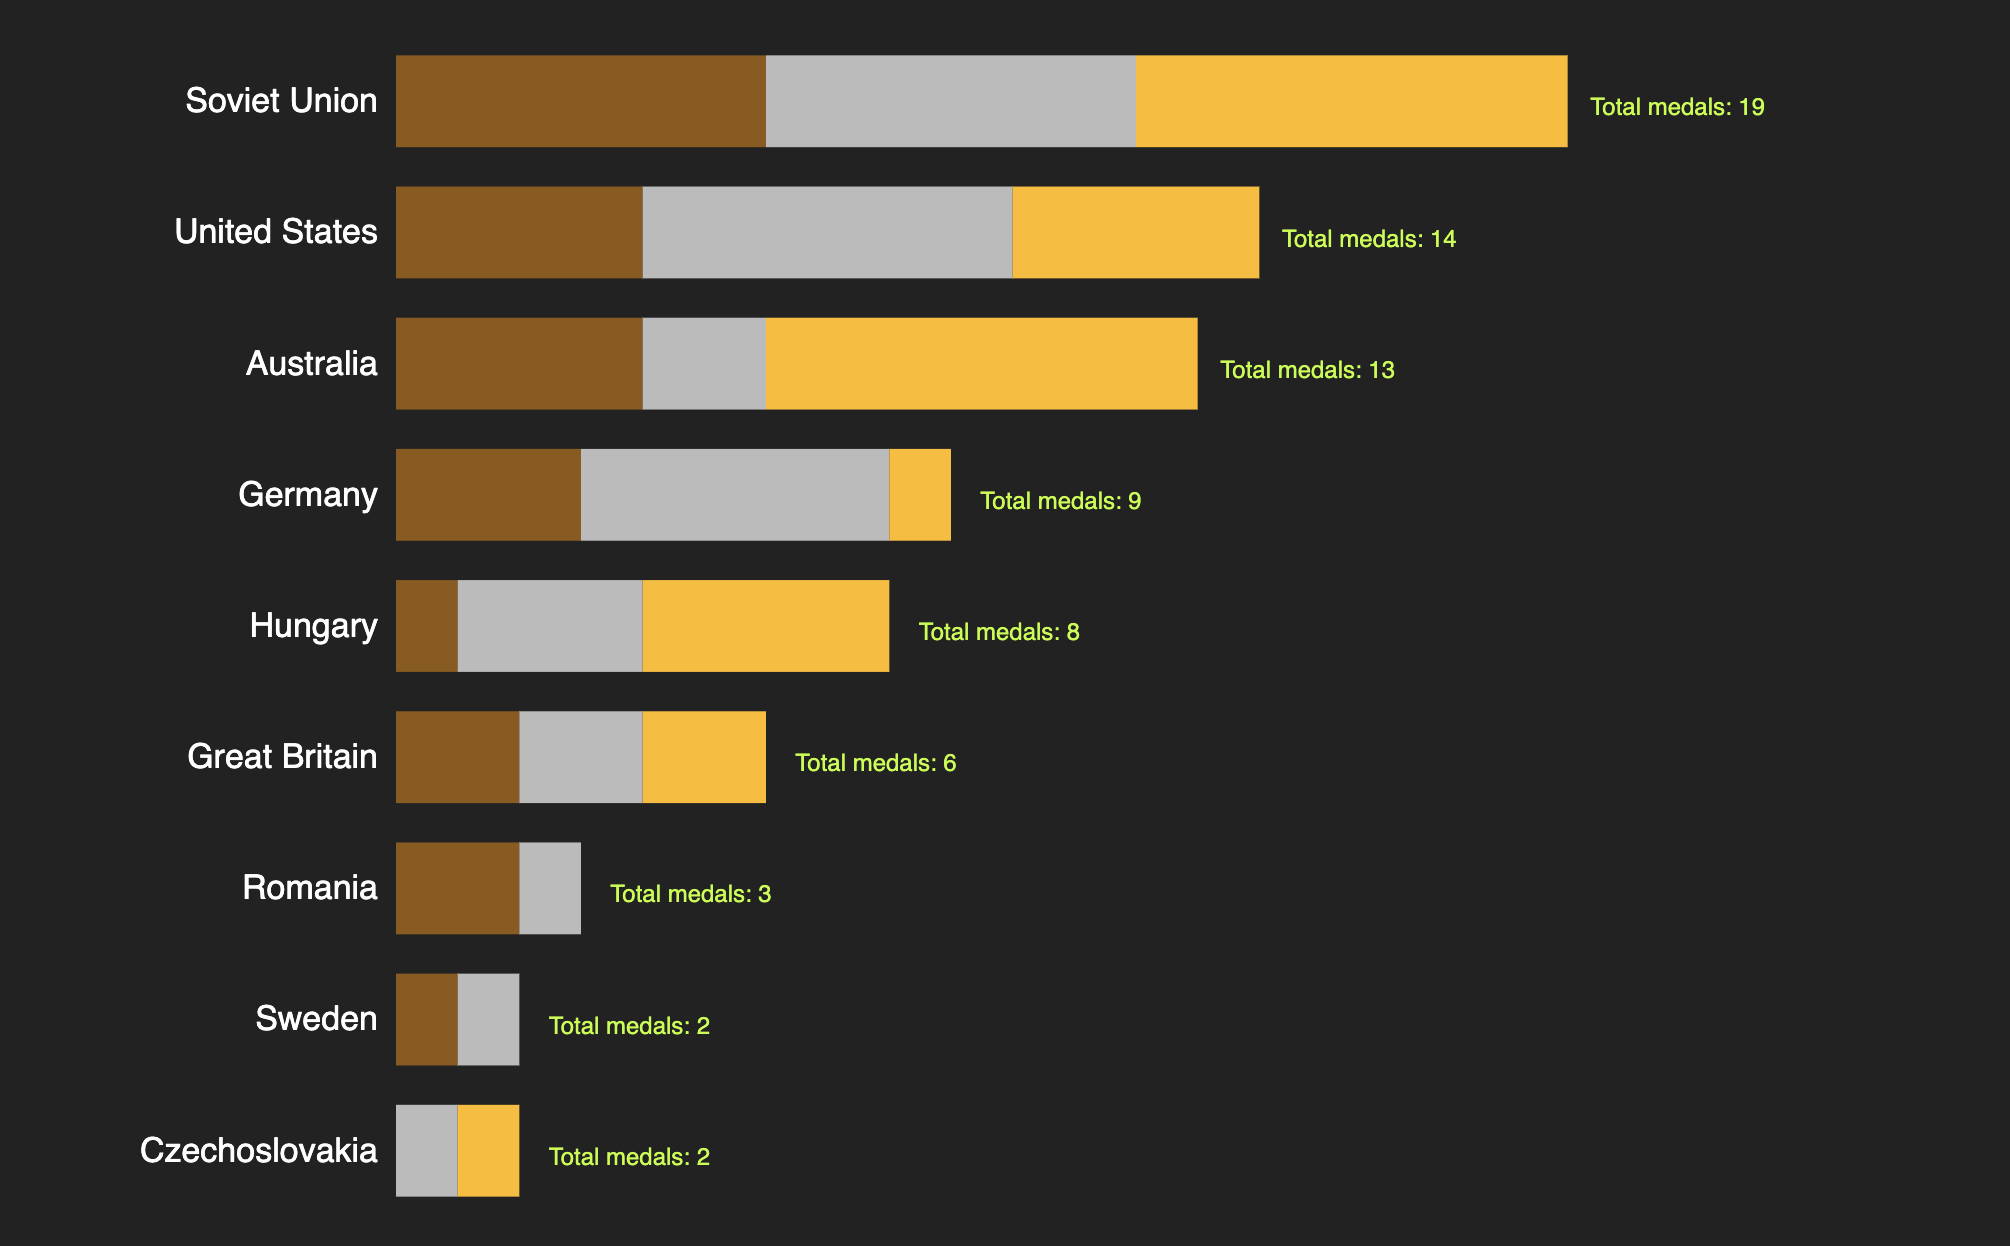 Soviet Union
Total medals: 19
United States
Total medals: 14
Australia
Total medals: 13
Germany
Total medals: 9
Hungary
Total medals: 8
Great Britain
Total medals: 6
Romania
Total medals: 3
Sweden
Total medals: 2
Czechoslovakia
Total medals: 2